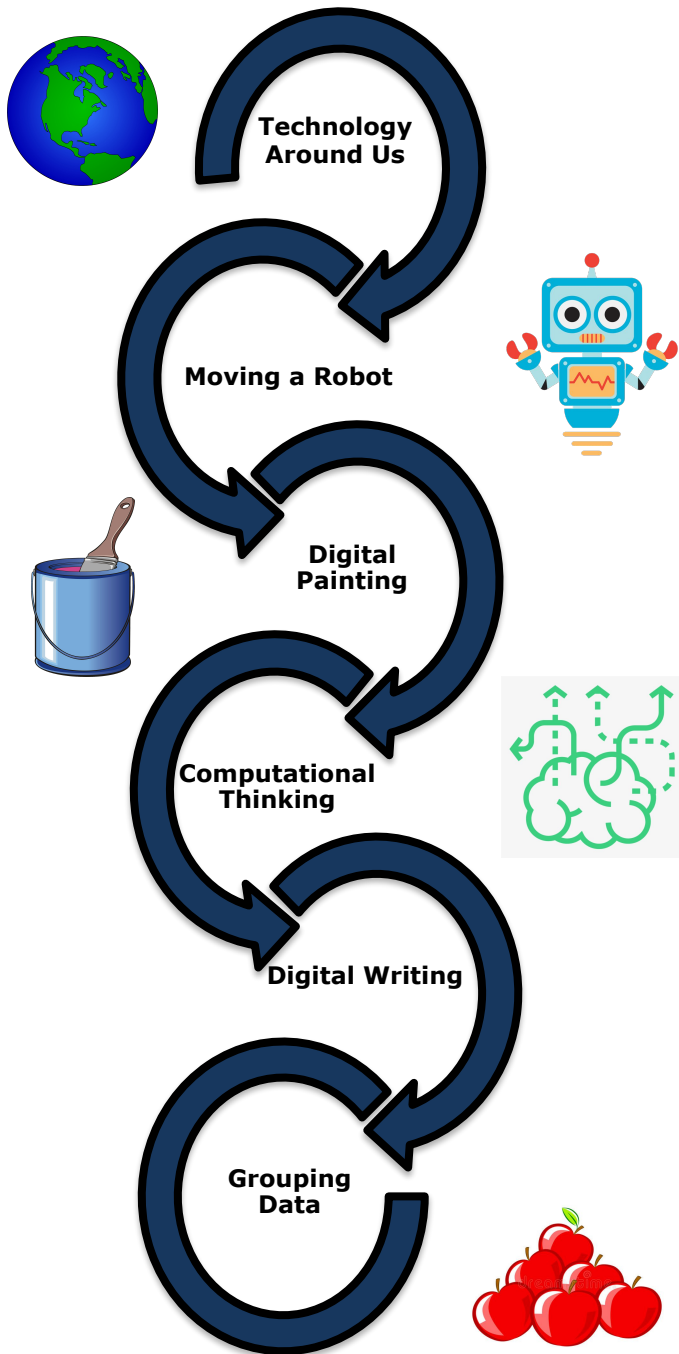 Technology
Around Us
Moving a Robot
Digital
Painting
Computational
Thinking
Digital Writing
Grouping
Data